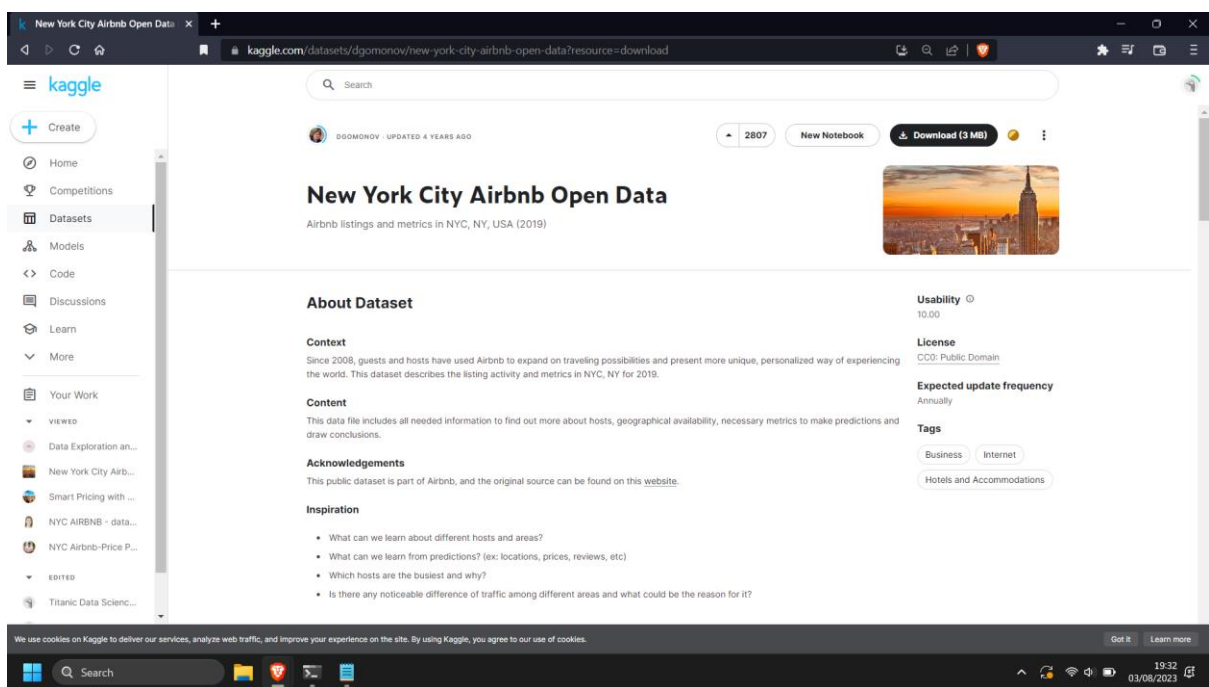 New York City Airbnb Open Data
kaggle.com/datasets/dgomonov/new-york-city-airbnb-open-data?resource=download
kaggle
Search
Create
Home
Competitions
Datasets
Models
Code
Discussions
Learn
More
Your Work
VIEWED
Data Exploration an...
New York City Airb...
Smart Pricing with ...
NYC AIRBNB - data...
NYC Airbnb-Price P...
EDITED
Titanic Data Scienc...
DGOMONOV · UPDATED 4 YEARS AGO
2807
New Notebook
Download (3 MB)
New York City Airbnb Open Data
Airbnb listings and metrics in NYC, NY, USA (2019)
About Dataset
Context
Since 2008, guests and hosts have used Airbnb to expand on traveling possibilities and present more unique, personalized way of experiencing
the world. This dataset describes the listing activity and metrics in NYC, NY for 2019.
Content
This data file includes all needed information to find out more about hosts, geographical availability, necessary metrics to make predictions and
draw conclusions.
Acknowledgements
This public dataset is part of Airbnb, and the original source can be found on this website.
Inspiration
• What can we learn about different hosts and areas?
• What can we learn from predictions? (ex: locations, prices, reviews, etc)
• Which hosts are the busiest and why?
• Is there any noticeable difference of traffic among different areas and what could be the reason for it?
Usability
10.00
License
CC0: Public Domain
Expected update frequency
Annually
Tags
Business
Internet
Hotels and Accommodations
We use cookies on Kaggle to deliver our services, analyze web traffic, and improve your experience on the site. By using Kaggle, you agree to our use of cookies.
Got it
Learn more
Search
19:32
03/08/2023